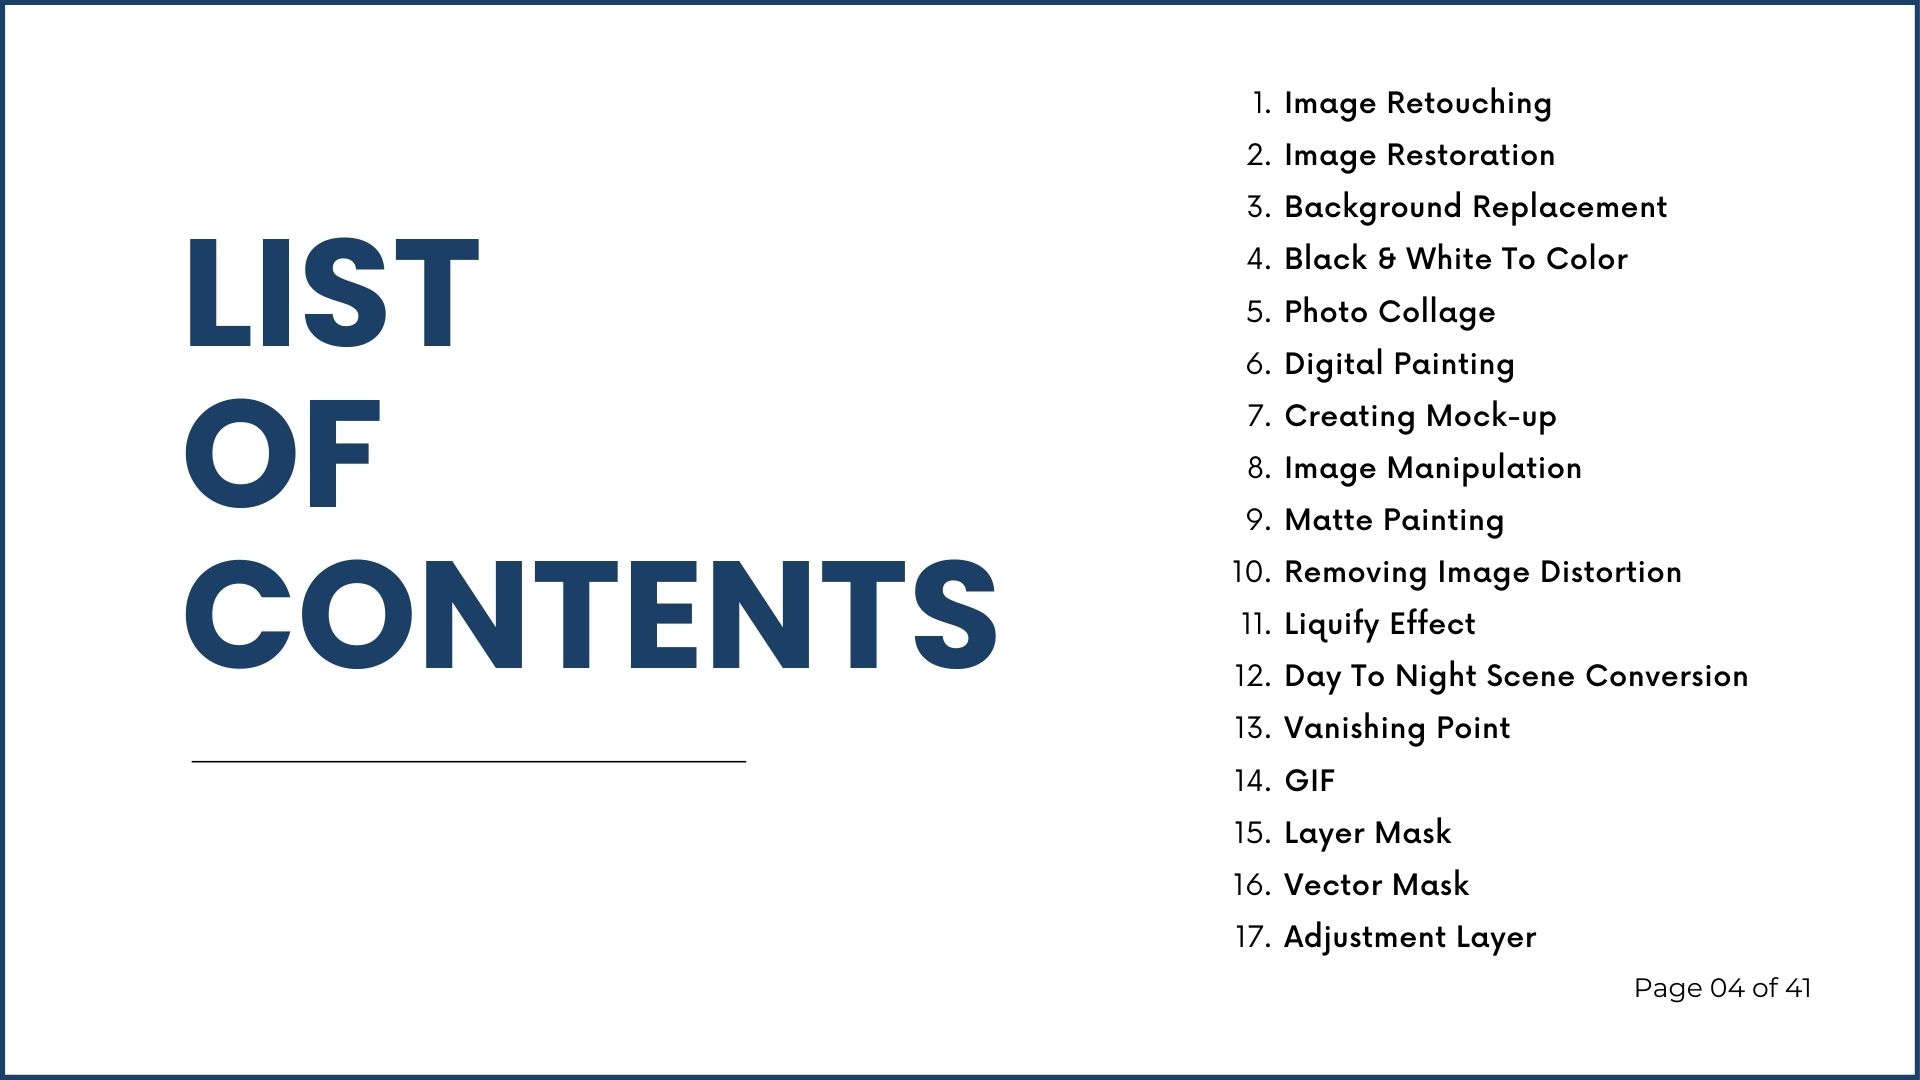 LIST
OF
CONTENTS
1. Image Retouching
2. Image Restoration
3. Background Replacement
4. Black & White To Color
5. Photo Collage
6. Digital Painting
7. Creating Mock-up
8. Image Manipulation
9. Matte Painting
10. Removing Image Distortion
11. Liquify Effect
12. Day To Night Scene Conversion
13. Vanishing Point
14. GIF
15. Layer Mask
16. Vector Mask
17. Adjustment Layer
Page 04 of 41